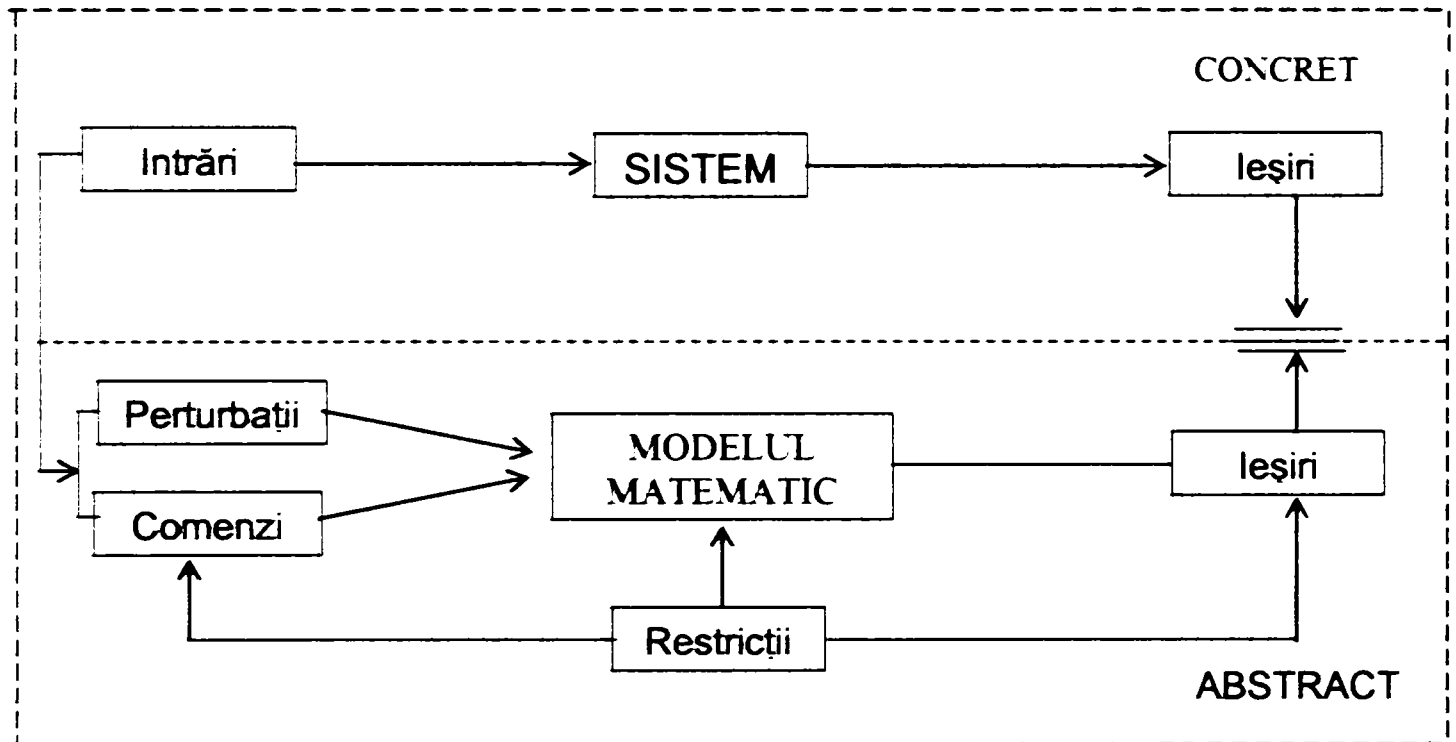 CONCRET
Intrări
SISTEM
Ieşiri
Perturbaţii
MODELUL
MATEMATIC
Ieşiri
Comenzi
Restricţii
ABSTRACT